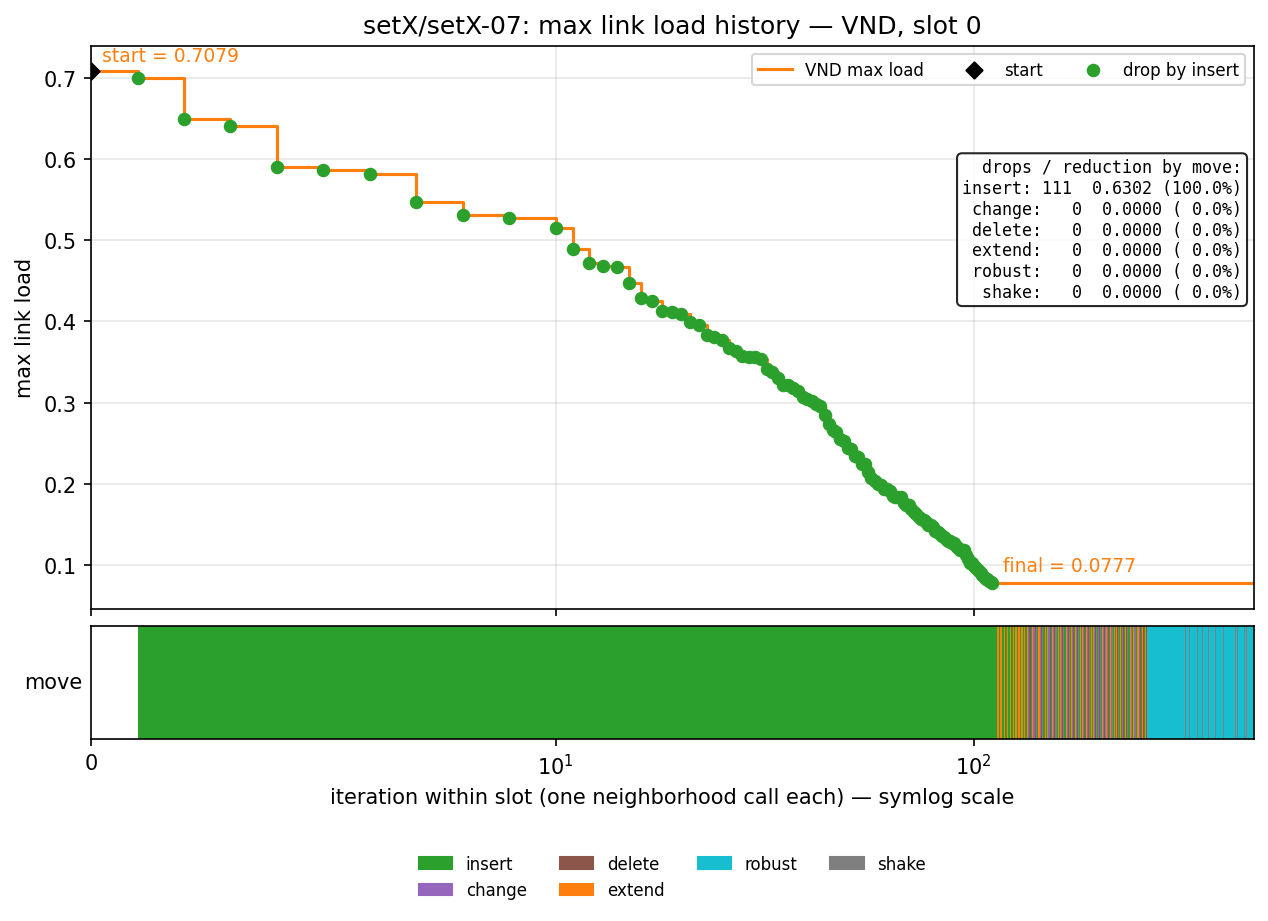 setX/setX-07: max link load history — VND, slot 0
start = 0.7079
VND max load
start
drop by insert
drops / reduction by move:
insert: 111 0.6302 (100.0%)
change: 0 0.0000 ( 0.0%)
delete: 0 0.0000 ( 0.0%)
extend: 0 0.0000 ( 0.0%)
robust: 0 0.0000 ( 0.0%)
shake: 0 0.0000 ( 0.0%)
0.7
0.6
0.5
0.4
0.3
0.2
0.1
max link load
final = 0.0777
move
0
10¹
10²
iteration within slot (one neighborhood call each) — symlog scale
insert
delete
robust
shake
change
extend